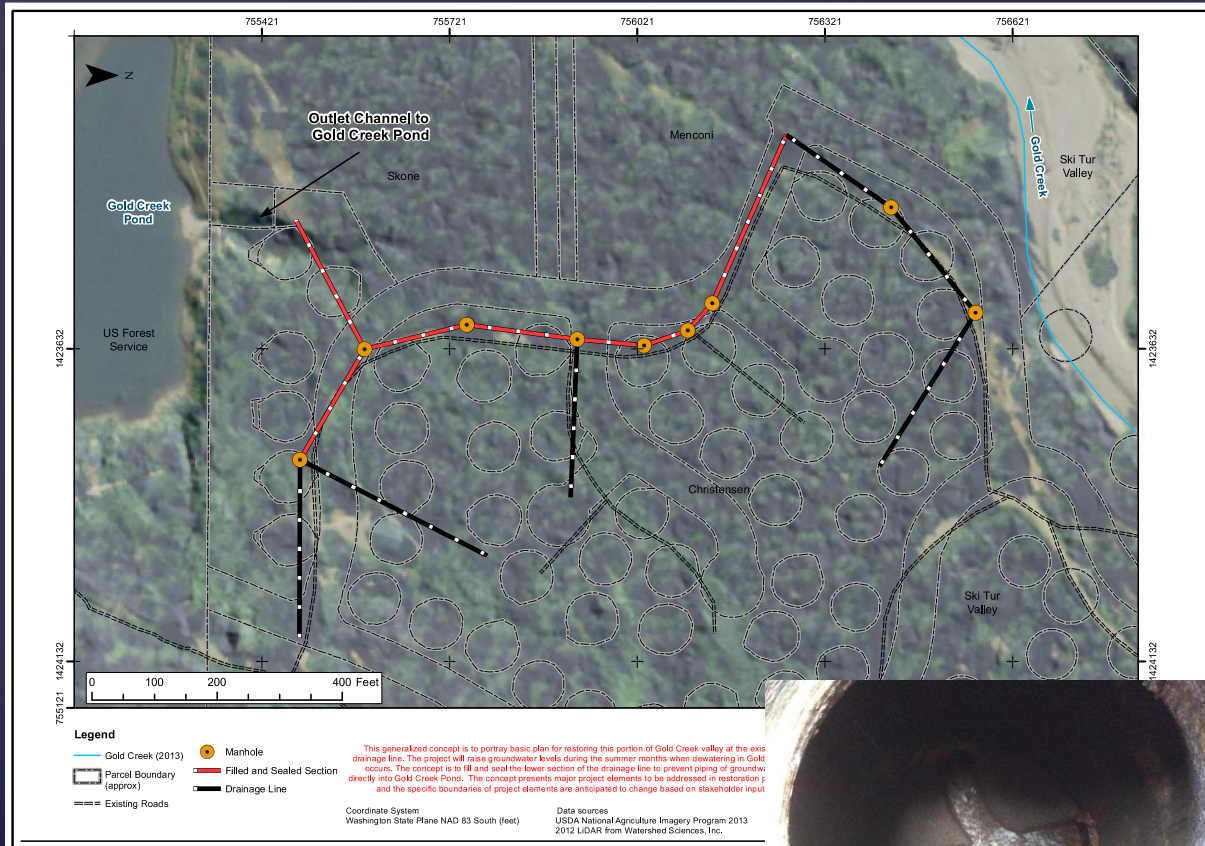 755421
755721
756021
756321
756621
N
Outlet Channel to
Gold Creek Pond
Menconi
Skone
Gold Creek
Ski Tur
Valley
Gold Creek
Pond
US Forest
Service
1423632
1423632
Christensen
Ski Tur
Valley
1424132
1424132
0 100 200 400 Feet
755121
Legend
Gold Creek (2013)
Parcel Boundary
(approx)
Existing Roads
Manhole
Filled and Sealed Section
Drainage Line
This generalized concept is to portray basic plan for restoring this portion of Gold Creek valley at the
drainage line. The project will raise groundwater levels during the summer months when dewatering in Gold
occurs. The concept is to fill and seal the lower section of the drainage line to prevent piping of
directly into Gold Creek Pond. The concept presents major project elements to be addressed in restoration
and the specific boundaries of project elements are anticipated to change based on stakeholder input
Coordinate System
Washington State Plane NAD 83 South (feet)
Data sources
USDA National Agriculture Imagery Program 2013
2012 LiDAR from Watershed Sciences, Inc.